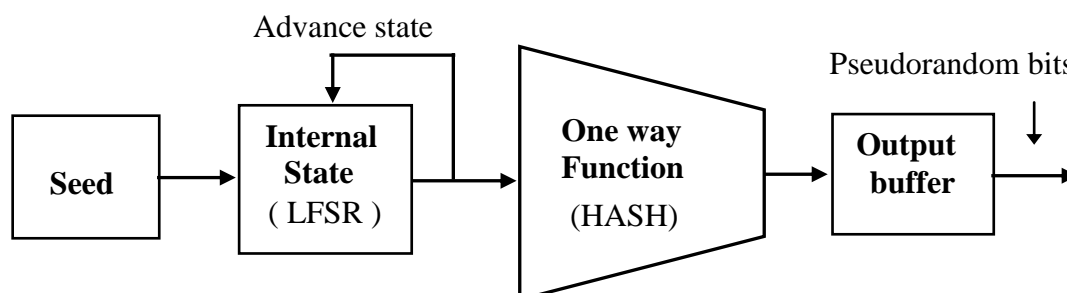 Advance state
Pseudorandom bits
Seed
Internal
State
( LFSR )
One way
Function
(HASH)
Output
buffer